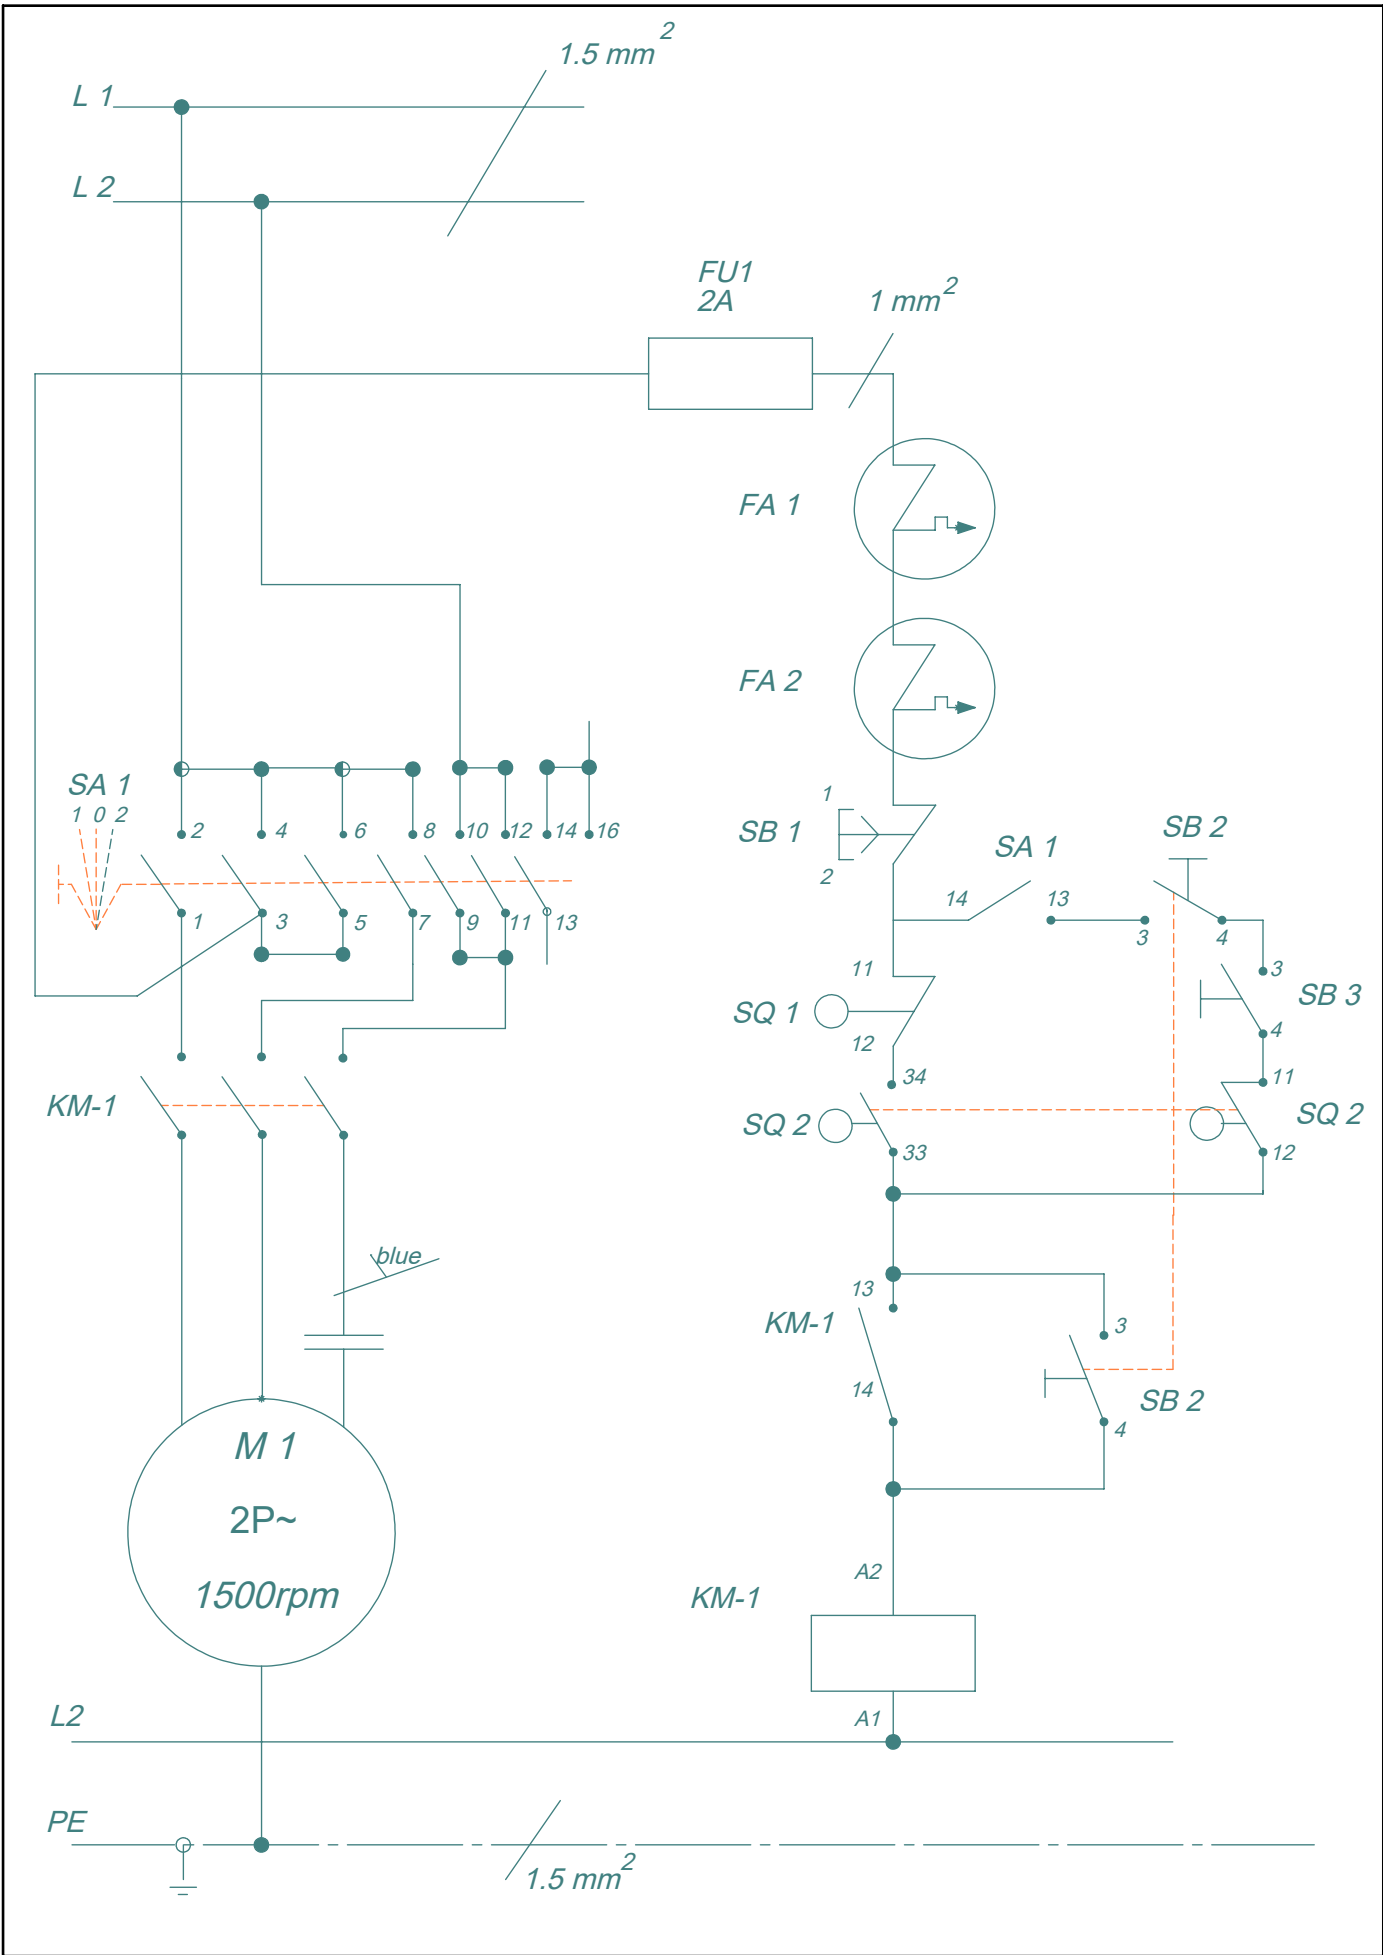 1.5 mm²
L 1
L 2
FU1
2A
1 mm²
FA 1
FA 2
SA 1
1 0 2
2 4 6 8 10 12 14 16
1 3 5 7 9 11 13
1
SB 1
2
SA 1
SB 2
14 13 3 4
11
SQ 1
12
3
SB 3
4
34
SQ 2
33
11
SQ 2
12
KM-1
blue
13
KM-1
14
3
SB 2
4
M 1
2P~
1500rpm
A2
KM-1
A1
L2
PE
1.5 mm²